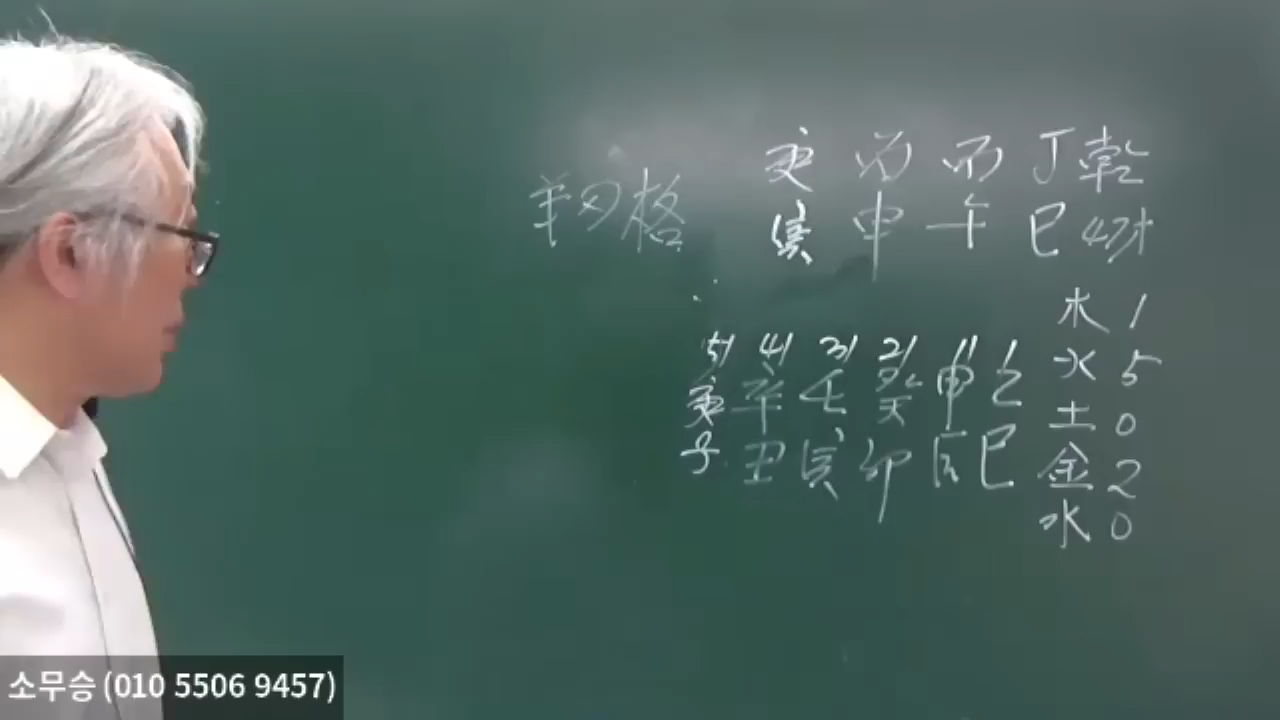 庚 丙 丙 丁 乾
羊刃格 寅 申 午 巳 47才
木 1
火 5
土 0
金 2
水 0
51 41 31 21 11 1
庚 辛 壬 癸 甲 乙
子 丑 寅 卯 辰 巳
소무승 (010 5506 9457)